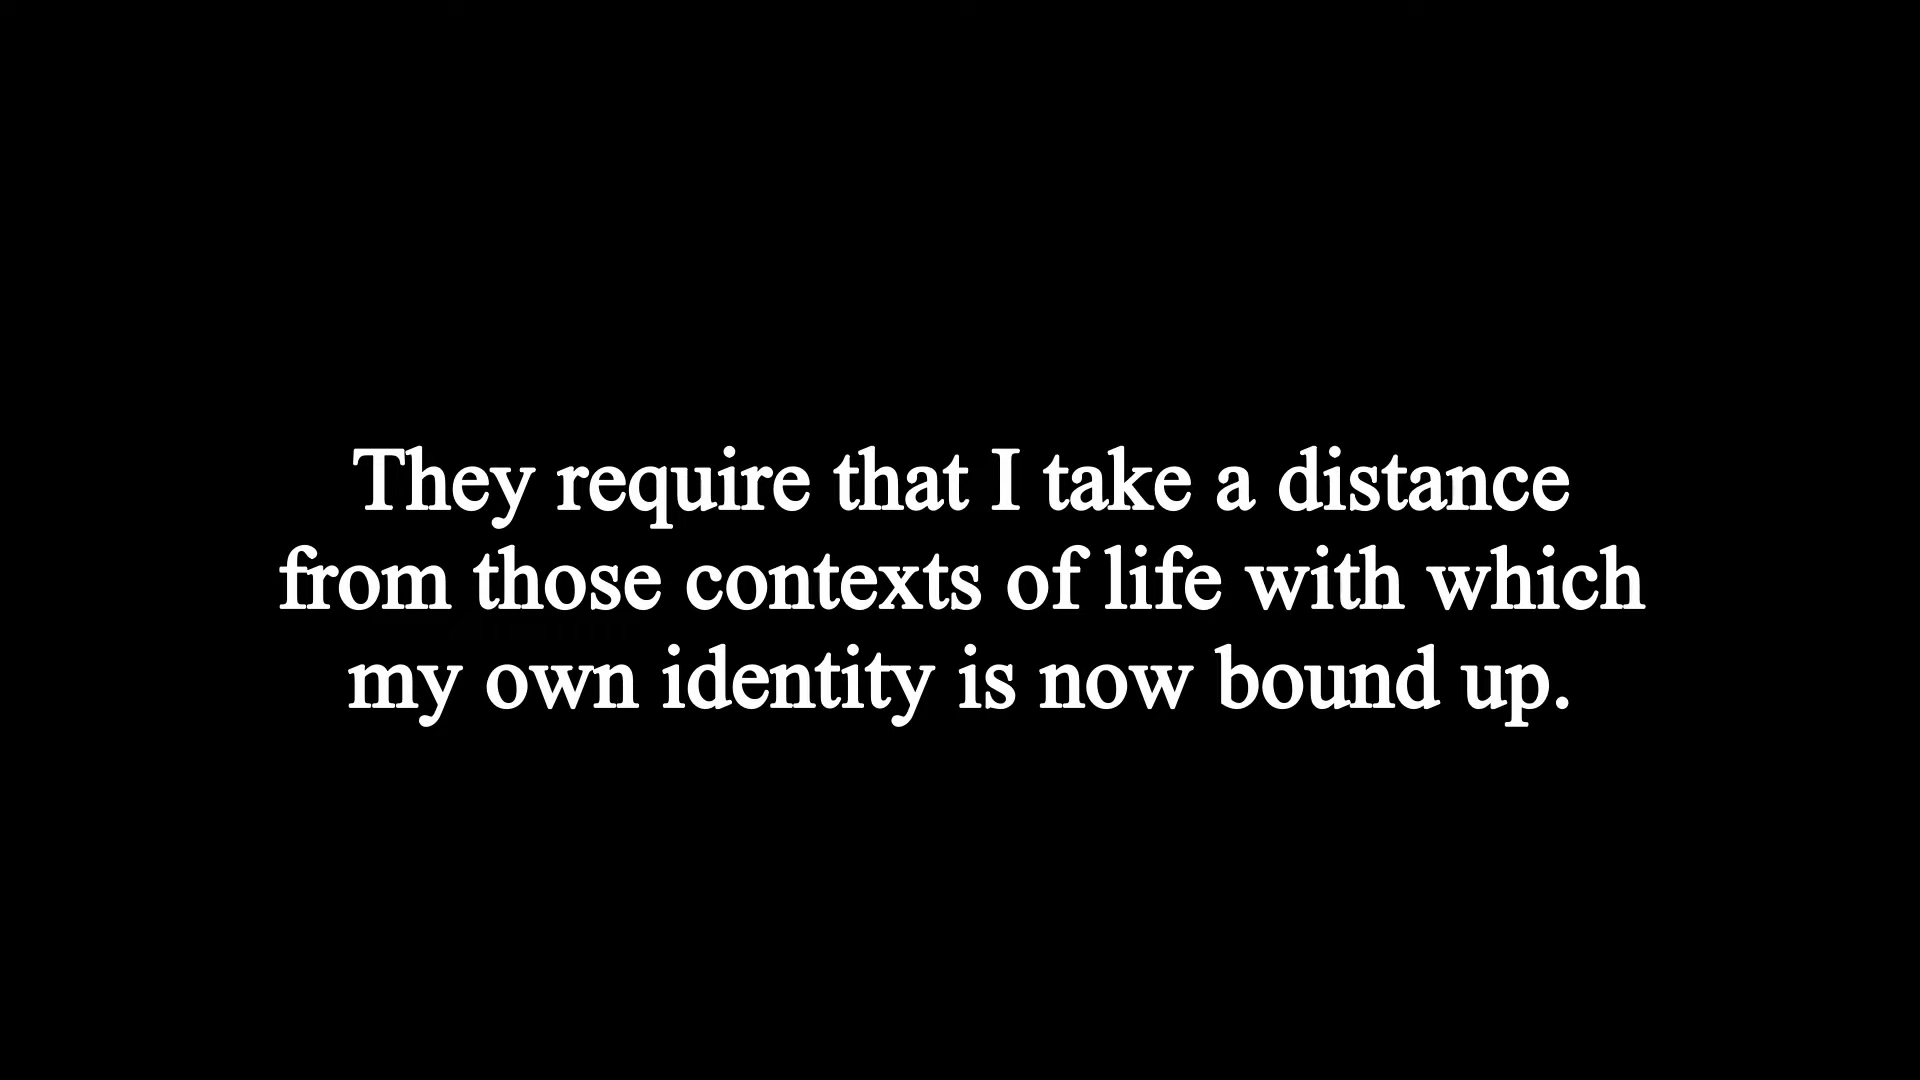 They require that I take a distance
from those contexts of life with which
my own identity is now bound up.